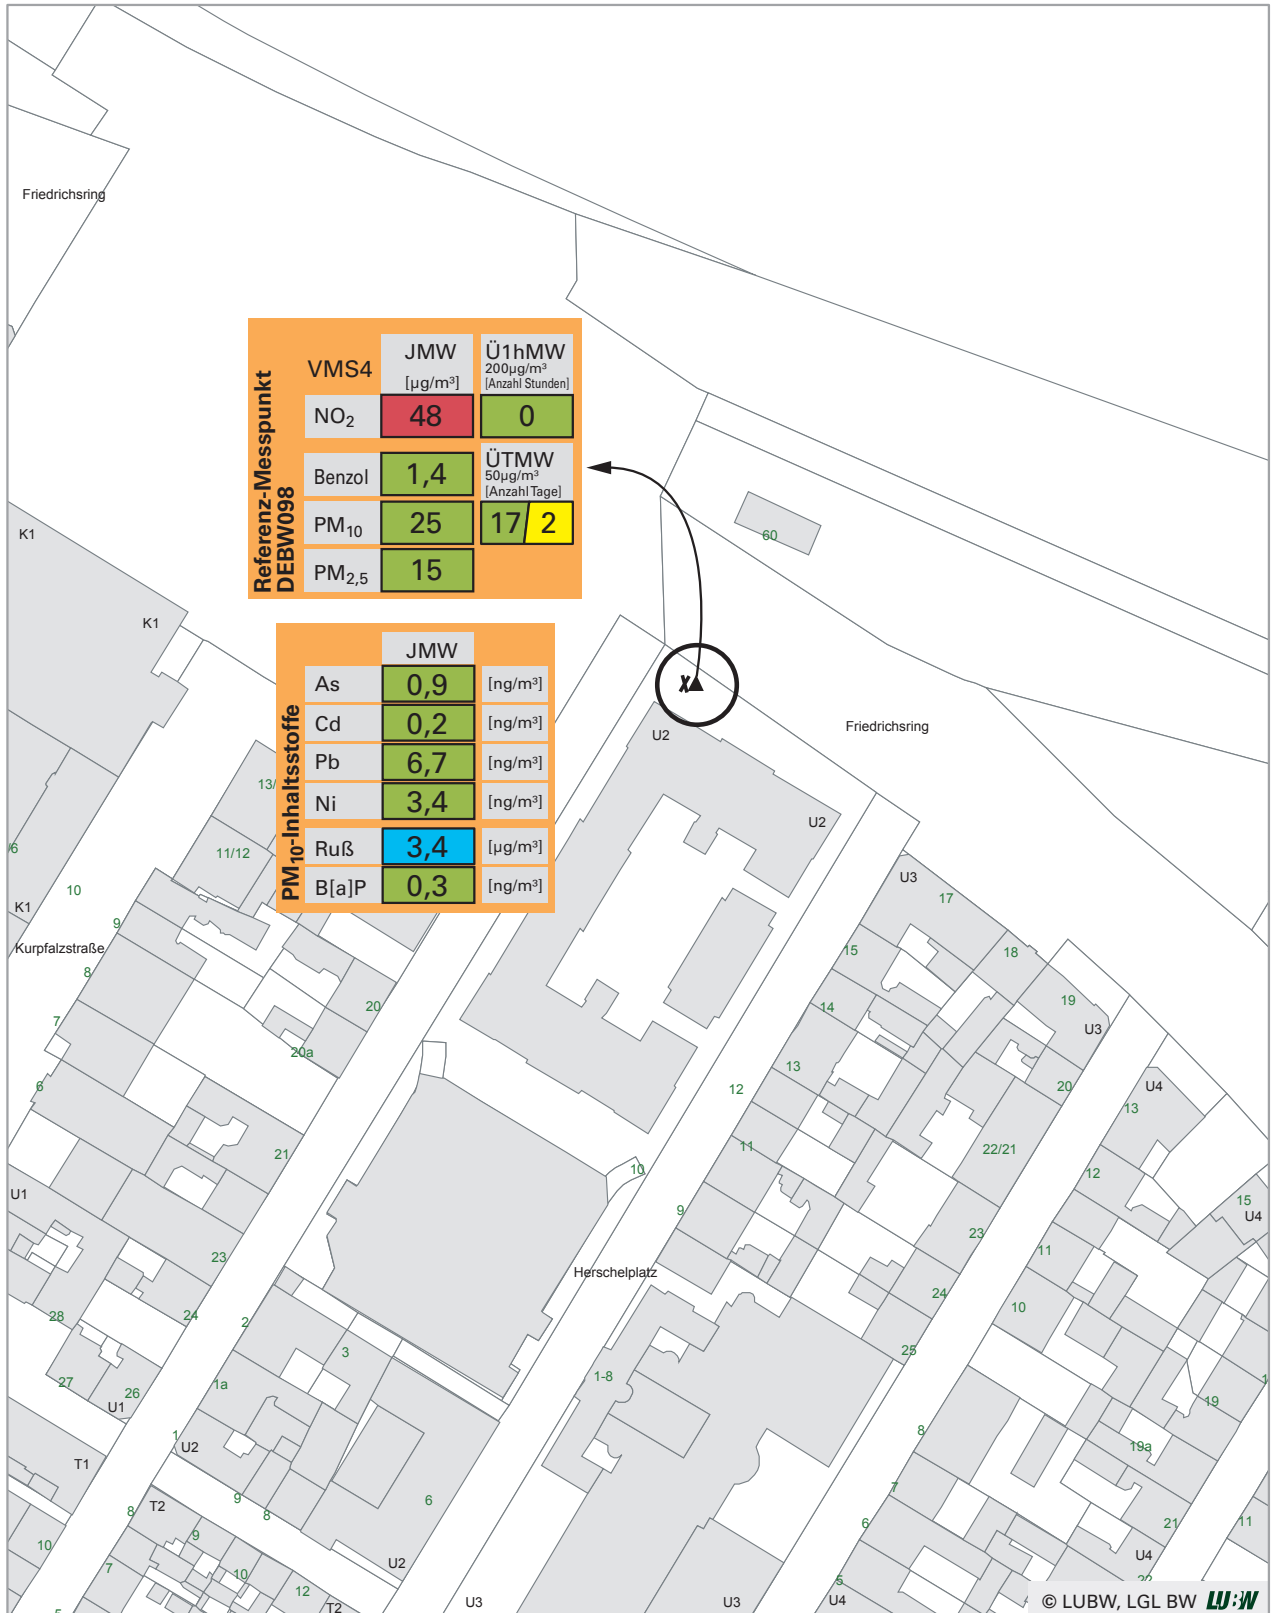 Friedrichsring
Referenz-Messpunkt
DEBW098
VMS4
JMW
[µg/m³]
Ü1hMW
200µg/m³
[Anzahl Stunden]
NO₂
48
0
Benzol
1,4
ÜTMW
50µg/m³
[Anzahl Tage]
PM₁₀
25
17
2
PM₂,₅
15
60
K1
K1
PM₁₀-Inhaltsstoffe
JMW
As
0,9
[ng/m³]
Cd
0,2
[ng/m³]
Pb
6,7
[ng/m³]
Ni
3,4
[ng/m³]
Ruß
3,4
[µg/m³]
B[a]P
0,3
[ng/m³]
X
Friedrichsring
U2
U2
13/
11/12
/6
10
K1
9
Kurpfalzstraße
8
7
6
20
20a
21
U1
23
24
28
27
26
U1
T1
U3
17
15
18
14
19
U3
13
20
12
11
22/21
10
9
23
Herschelplatz
24
25
U4
13
12
15
U4
11
10
2
3
1a
1
U2
1-8
19
8
19a
7
6
21
11
U4
22
5
U4
6
9
8
8
T2
9
10
7
10
12
T2
5
U2
U3
U3
© LUBW, LGL BW LUBW